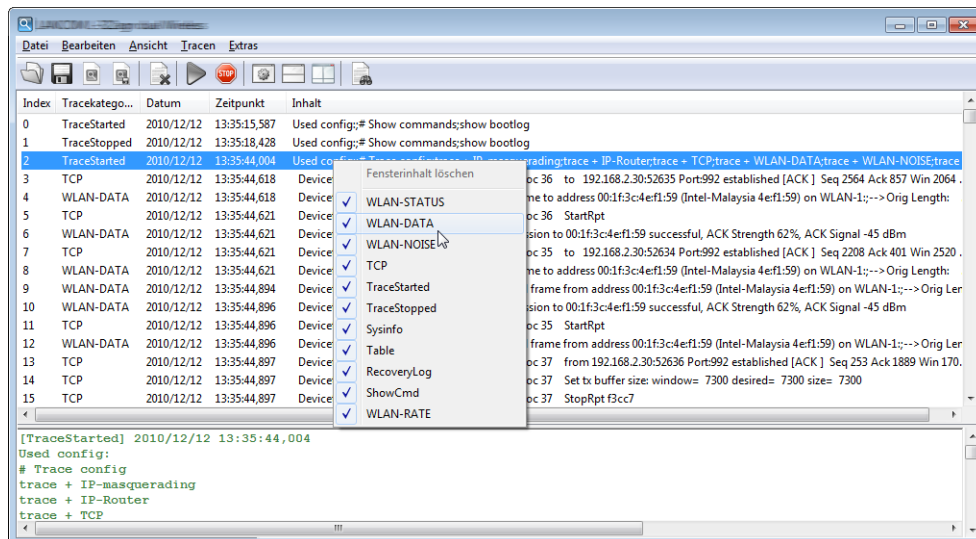 Datei Bearbeiten Ansicht Tracen Extras
STOP
Index Tracekatego... Datum Zeitpunkt Inhalt
0 TraceStarted 2010/12/12 13:35:15,587 Used config:;# Show commands;show bootlog
1 TraceStopped 2010/12/12 13:35:18,428 Used config:;# Show commands;show bootlog
2 TraceStarted 2010/12/12 13:35:44,004 Used config:;# Trace config;trace + IP-masquerading;trace + IP-Router;trace + TCP;trace + WLAN-DATA;trace + WLAN-NOISE;trace
3 TCP 2010/12/12 13:35:44,618 Device oc 36 to 192.168.2.30:52635 Port:992 established [ACK ] Seq 2564 Ack 857 Win 2064 .
4 WLAN-DATA 2010/12/12 13:35:44,618 Device me to address 00:1f:3c:4e:f1:59 (Intel-Malaysia 4e:f1:59) on WLAN-1:;-->Orig Length:
5 TCP 2010/12/12 13:35:44,621 Device oc 36 StartRpt
6 WLAN-DATA 2010/12/12 13:35:44,621 Device sion to 00:1f:3c:4e:f1:59 successful, ACK Strength 62%, ACK Signal -45 dBm
7 TCP 2010/12/12 13:35:44,621 Device oc 35 to 192.168.2.30:52634 Port:992 established [ACK ] Seq 2208 Ack 401 Win 2520 .
8 WLAN-DATA 2010/12/12 13:35:44,621 Device me to address 00:1f:3c:4e:f1:59 (Intel-Malaysia 4e:f1:59) on WLAN-1:;-->Orig Length:
9 WLAN-DATA 2010/12/12 13:35:44,894 Device frame from address 00:1f:3c:4e:f1:59 (Intel-Malaysia 4e:f1:59) on WLAN-1:;-->Orig Ler
10 WLAN-DATA 2010/12/12 13:35:44,896 Device sion to 00:1f:3c:4e:f1:59 successful, ACK Strength 62%, ACK Signal -45 dBm
11 TCP 2010/12/12 13:35:44,896 Device oc 35 StartRpt
12 WLAN-DATA 2010/12/12 13:35:44,896 Device frame from address 00:1f:3c:4e:f1:59 (Intel-Malaysia 4e:f1:59) on WLAN-1:;-->Orig Ler
13 TCP 2010/12/12 13:35:44,897 Device oc 37 from 192.168.2.30:52636 Port:992 established [ACK ] Seq 253 Ack 1889 Win 170.
14 TCP 2010/12/12 13:35:44,897 Device oc 37 Set tx buffer size: window= 7300 desired= 7300 size= 7300
15 TCP 2010/12/12 13:35:44,897 Device oc 37 StopRpt f3cc7
Fensterinhalt löschen
WLAN-STATUS
WLAN-DATA
WLAN-NOISE
TCP
TraceStarted
TraceStopped
Sysinfo
Table
RecoveryLog
ShowCmd
WLAN-RATE
[TraceStarted] 2010/12/12 13:35:44,004
Used config:
# Trace config
trace + IP-masquerading
trace + IP-Router
trace + TCP